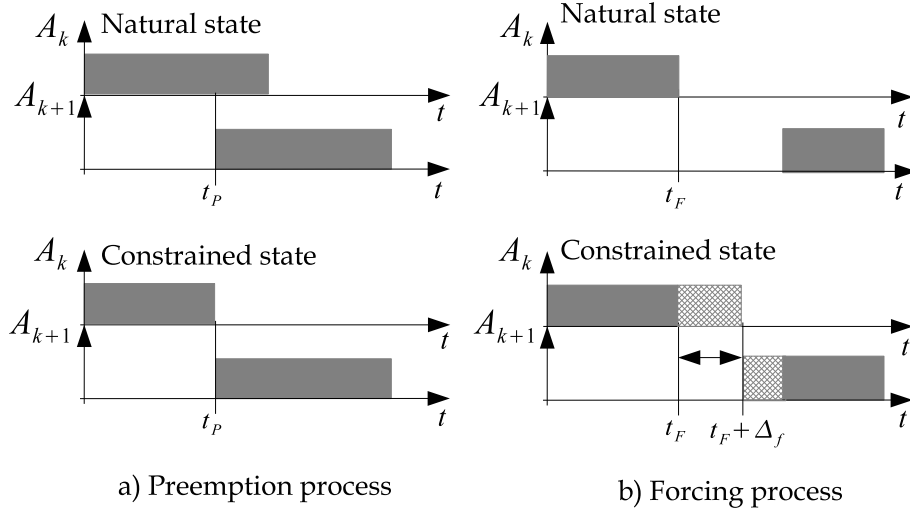 A_k Natural state
t
A_{k+1}
t
t_P
A_k Constrained state
t
A_{k+1}
t
t_P
a) Preemption process
A_k Natural state
t
A_{k+1}
t
t_F
A_k Constrained state
t
A_{k+1}
t
t_F t_F+Δ_f
b) Forcing process